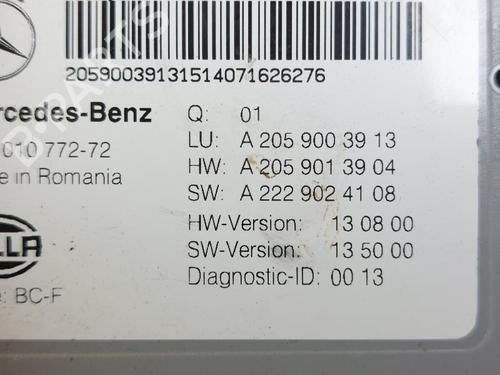 20590039131514071626276
rcedes-Benz
Q: 01
LU: A 205 900 39 13
010 772-72
HW: A 205 901 39 04
e in Romania
SW: A 222 902 41 08
HW-Version: 13 08 00
LLA
SW-Version: 13 50 00
Diagnostic-ID: 00 13
e: BC-F